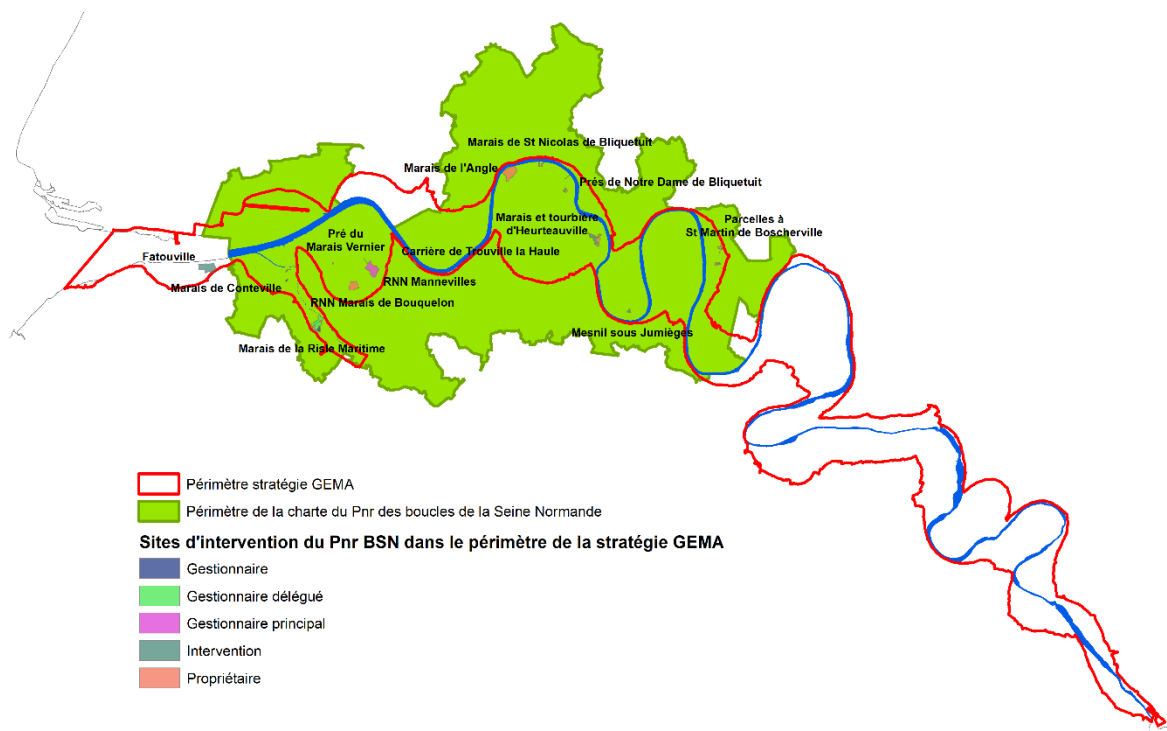 Marais de St Nicolas de Bliquetuit
Marais de l'Angle
Prés de Notre Dame de Bliquetuit
Marais et tourbière
d'Heurteauville
Parcelles à
St Martin de Boscherville
Pré du
Marais Vernier
Carrière de Trouville la Haule
Fatouville
RNN Mannevilles
Marais de Conteville
RNN Marais de Bouquelon
Mesnil sous Jumièges
Marais de la Risle Maritime
Périmètre stratégie GEMA
Périmètre de la charte du Pnr des boucles de la Seine Normande
Sites d'intervention du Pnr BSN dans le périmètre de la stratégie GEMA
Gestionnaire
Gestionnaire délégué
Gestionnaire principal
Intervention
Propriétaire